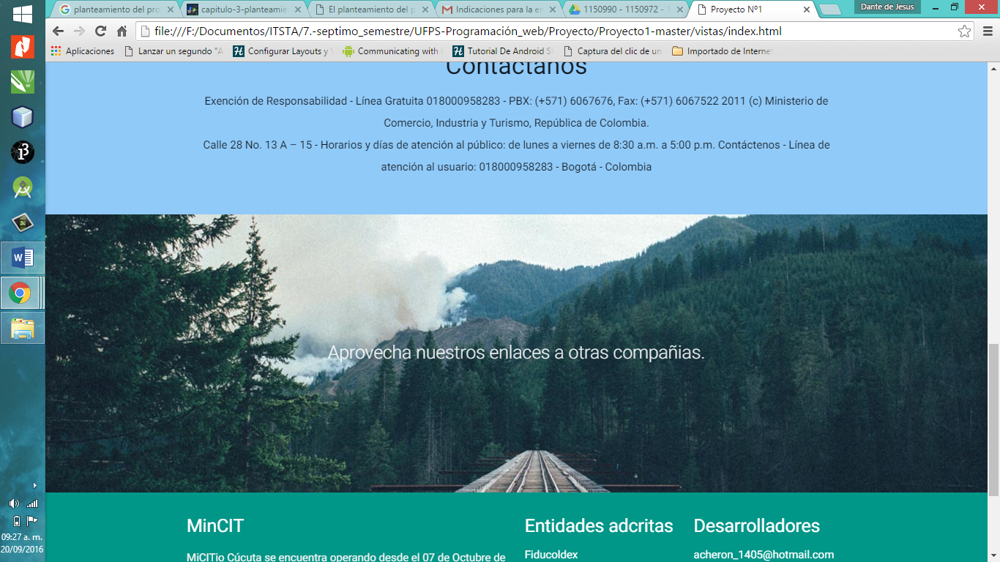 planteamiento del pro
capitulo-3-planteamie
El planteamiento del p
Indicaciones para la e
1150990 - 1150972 - 1
Proyecto Nº1
Dante de Jesus
file:///F:/Documentos/ITSTA/7.-septimo_semestre/UFPS-Programación_web/Proyecto/Proyecto1-master/vistas/index.html
Aplicaciones
Lanzar un segundo "A
Configurar Layouts y V
Communicating with
Tutorial De Android S
Captura del clic de un
Importado de Internet
Contáctanos
Exención de Responsabilidad - Línea Gratuita 018000958283 - PBX: (+571) 6067676, Fax: (+571) 6067522 2011 (c) Ministerio de
Comercio, Industria y Turismo, República de Colombia.
Calle 28 No. 13 A – 15 - Horarios y días de atención al público: de lunes a viernes de 8:30 a.m. a 5:00 p.m. Contáctenos - Línea de
atención al usuario: 018000958283 - Bogotá - Colombia
Aprovecha nuestros enlaces a otras compañias.
MinCIT
MiCITio Cúcuta se encuentra operando desde el 07 de Octubre de
Entidades adcritas
Fiducoldex
Desarrolladores
acheron_1405@hotmail.com
09:27 a. m.
20/09/2016